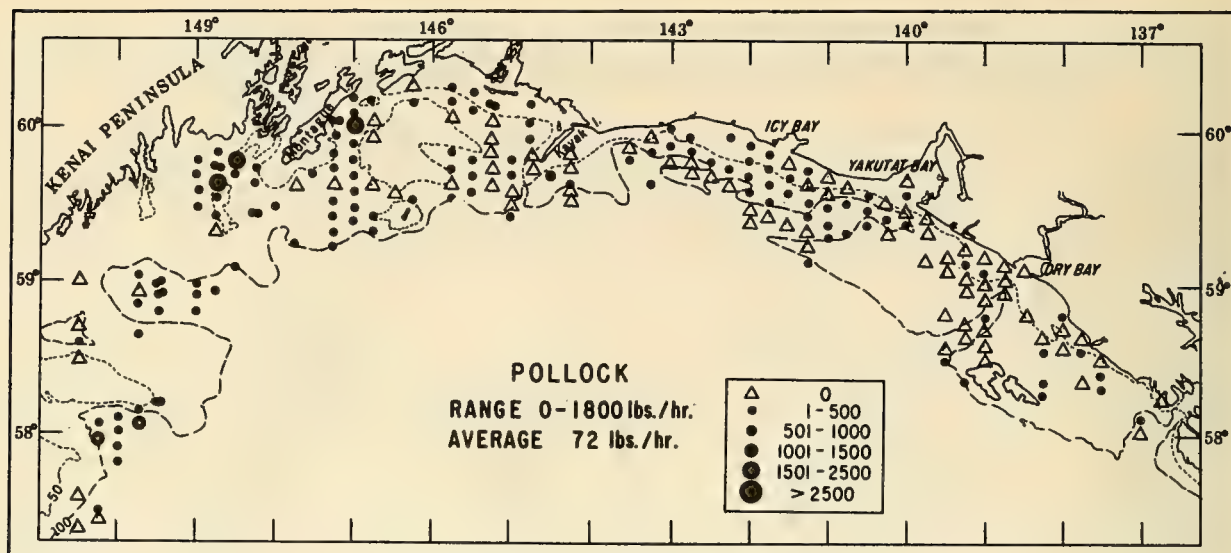 149° 146° 143° 140° 137°
KENAI PENINSULA
Montague
Kayak I.
ICY BAY
YAKUTAT BAY
DRY BAY
60° 60°
59° 59°
58° 58°
50
100
POLLOCK
RANGE 0-1800 lbs./hr.
AVERAGE 72 lbs./hr.
0
1-500
501-1000
1001-1500
1501-2500
>2500